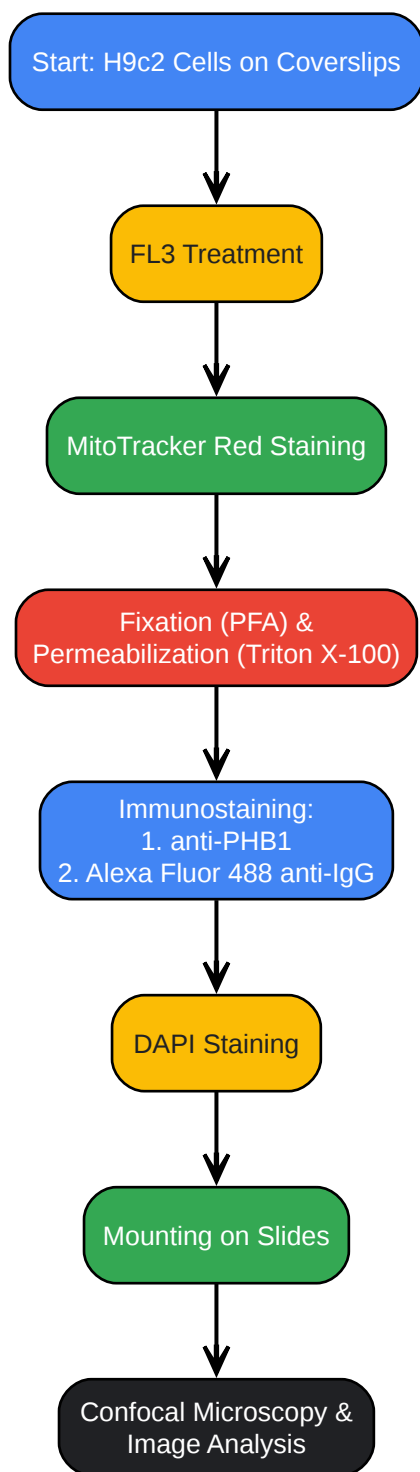 Start: H9c2 Cells on Coverslips
FL3 Treatment
MitoTracker Red Staining
Fixation (PFA) &
Permeabilization (Triton X-100)
Immunostaining:
1. anti-PHB1
2. Alexa Fluor 488 anti-IgG
DAPI Staining
Mounting on Slides
Confocal Microscopy &
Image Analysis